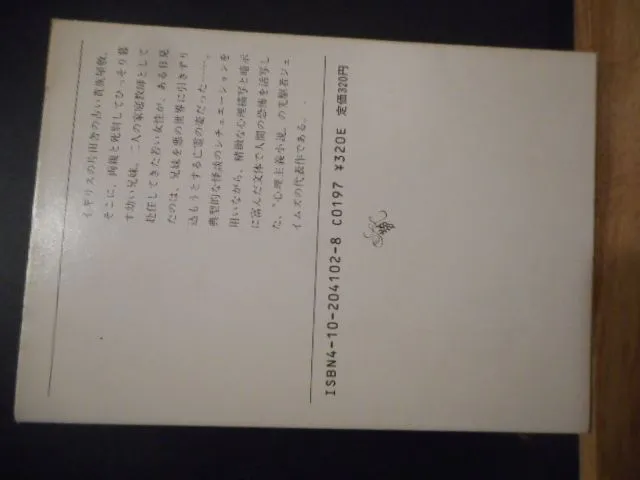 イギリスの片田舎の古い貴族屋敷。
そこに、両親と死別してひっそり暮
す幼い兄妹。二人の家庭教師として
赴任してきた若い女性が、ある日見
たのは、兄妹を悪の世界に引きずり
込もうとする亡霊の姿だった――。
典型的な怪談のシチュエーションを
用いながら、精緻な心理描写と暗示
に富んだ文体で人間の恐怖を活写し
た、“心理主義小説”の先駆者ジェ
イムズの代表作である。
ISBN4-10-204102-8 C0197 ¥320E 定価320円